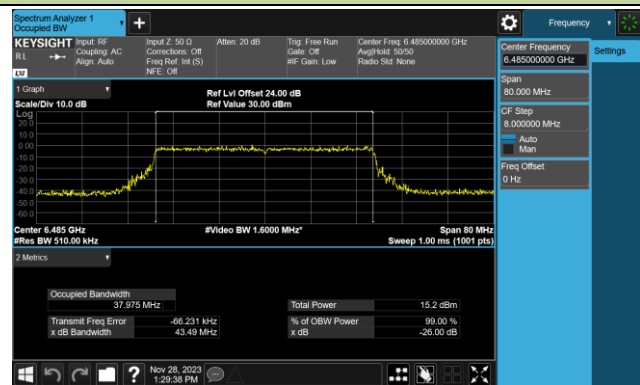 Spectrum Analyzer 1
Occupied BW
+
Frequency
KEYSIGHT
R L
LXI
Input: RF
Coupling: AC
Align: Auto
Input Z: 50 Ω
Corrections: Off
Freq Ref: Int (S)
NFE: Off
Atten: 20 dB
Trig: Free Run
Gate: Off
#IF Gain: Low
Center Freq: 6.485000000 GHz
Avg|Hold: 50/50
Radio Std: None
Center Frequency
6.485000000 GHz
Settings
Span
80.000 MHz
CF Step
8.000000 MHz
Auto
Man
Freq Offset
0 Hz
1 Graph
Scale/Div 10.0 dB
Ref Lvl Offset 24.00 dB
Ref Value 30.00 dBm
Log
20.0
10.0
0.00
-10.0
-20.0
-30.0
-40.0
-50.0
-60.0
Center 6.485 GHz
#Res BW 510.00 kHz
#Video BW 1.6000 MHz*
Span 80 MHz
Sweep 1.00 ms (1001 pts)
2 Metrics
Occupied Bandwidth
37.975 MHz
Total Power 15.2 dBm
Transmit Freq Error -66.231 kHz
% of OBW Power 99.00 %
x dB Bandwidth 43.49 MHz
x dB -26.00 dB
?
Nov 28, 2023
1:29:38 PM